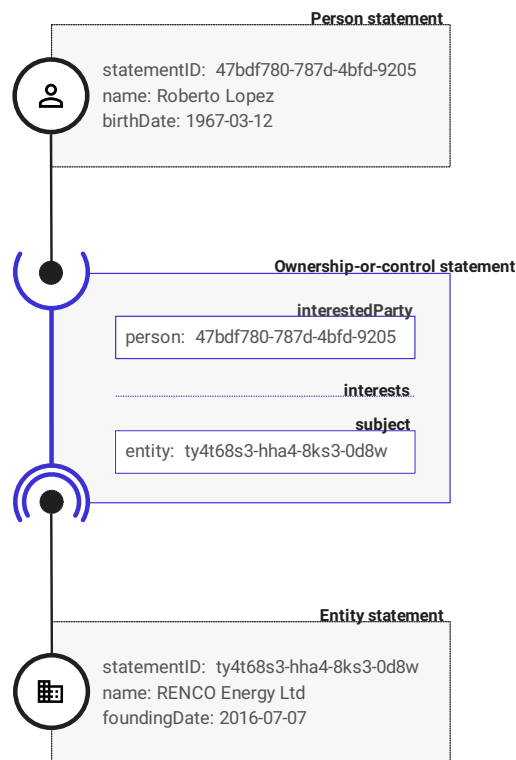 Person statement
statementID: 47bdf780-787d-4bfd-9205
name: Roberto Lopez
birthDate: 1967-03-12
Ownership-or-control statement
interestedParty
person: 47bdf780-787d-4bfd-9205
interests
subject
entity: ty4t68s3-hha4-8ks3-0d8w
Entity statement
statementID: ty4t68s3-hha4-8ks3-0d8w
name: RENCO Energy Ltd
foundingDate: 2016-07-07